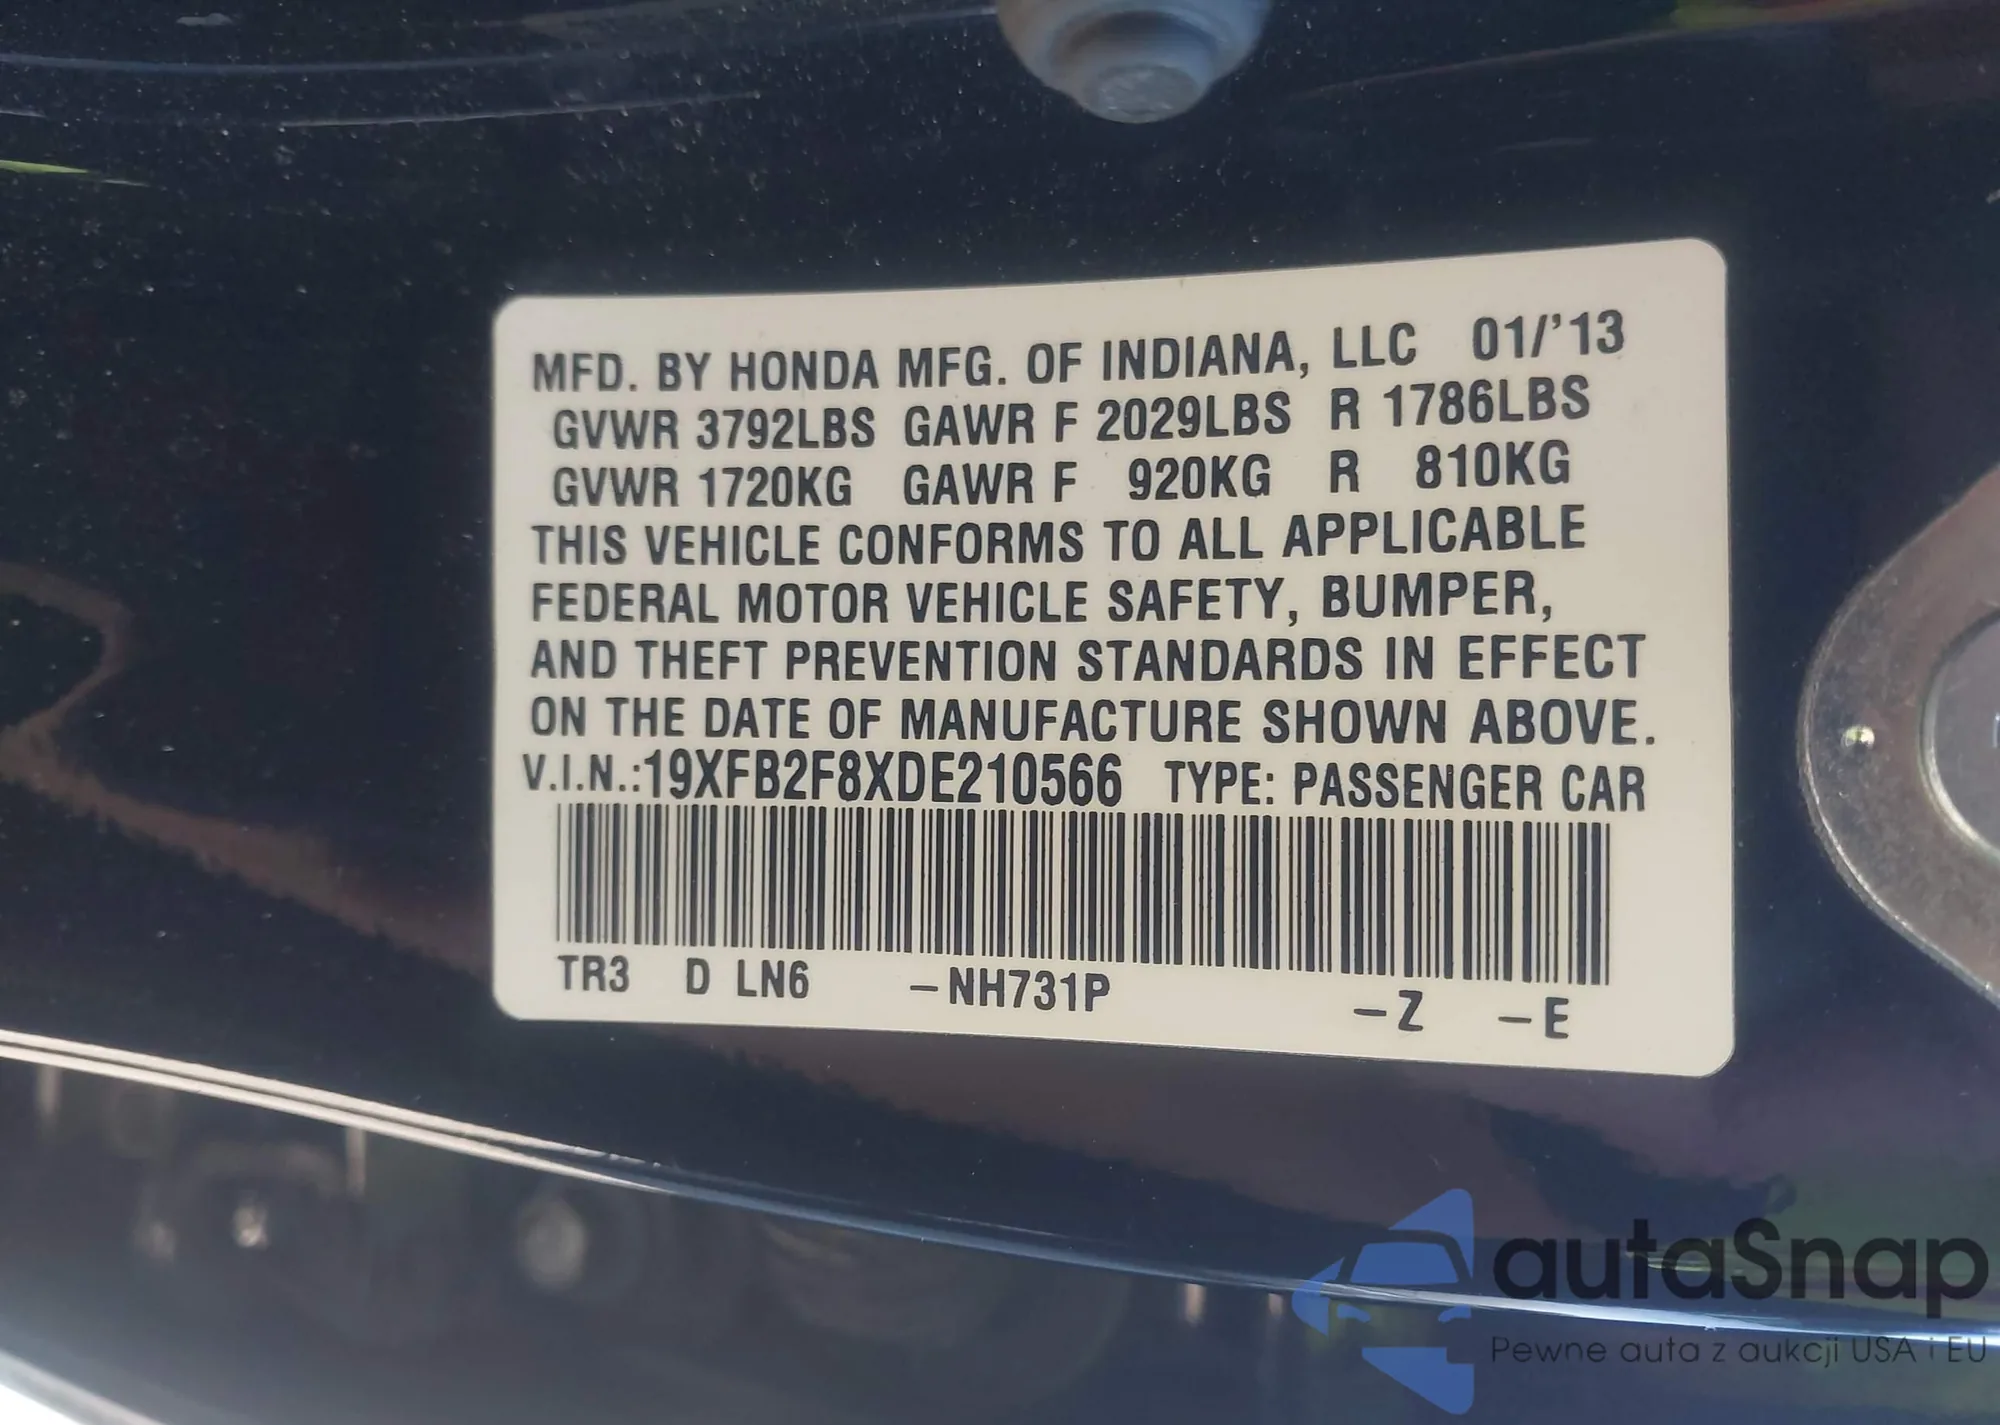 MFD. BY HONDA MFG. OF INDIANA, LLC 01/'13
GVWR 3792LBS GAWR F 2029LBS R 1786LBS
GVWR 1720KG GAWR F 920KG R 810KG
THIS VEHICLE CONFORMS TO ALL APPLICABLE
FEDERAL MOTOR VEHICLE SAFETY, BUMPER,
AND THEFT PREVENTION STANDARDS IN EFFECT
ON THE DATE OF MANUFACTURE SHOWN ABOVE.
V.I.N.:19XFB2F8XDE210566 TYPE: PASSENGER CAR
TR3 D LN6 –NH731P –Z –E
autaSnap
Pewne auta z aukcji USA i EU